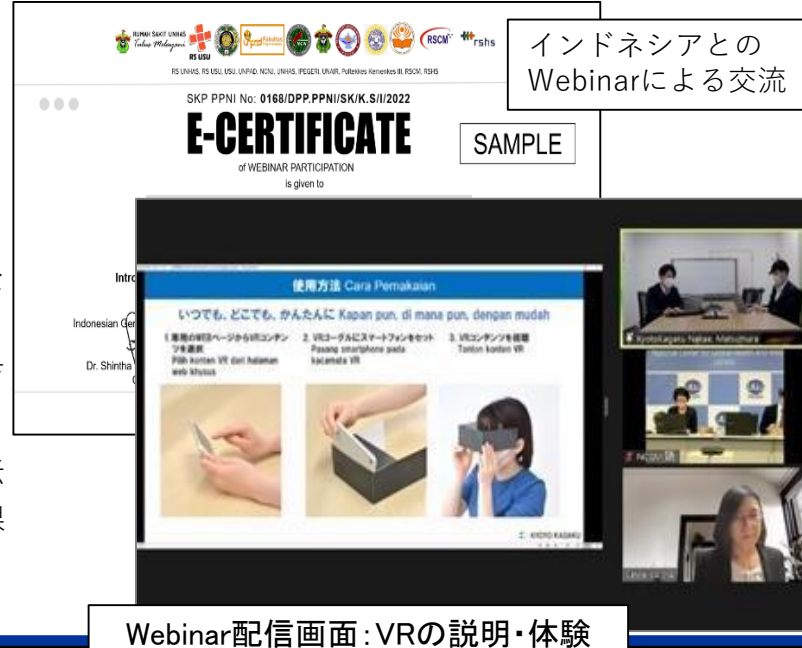 インドネシアとの
Webinarによる交流
RUMAH SAKIT UNHAS
Tulus Melayani
RS USU
RSCM
rshs
RS UNHAS, RS USU, USU, UNPAD, NCNJ, UNHAS, IPEGERI, UNAIR, Poltekkes Kemenkes III, RSCM, RSHS
SKP PPNI No: 0168/DPP.PPNI/SK/K.S/I/2022
E-CERTIFICATE
SAMPLE
of WEBINAR PARTICIPATION
is given to
Intro
Indonesian Ger
Dr. Shintha
使用方法 Cara Pemakaian
いつでも、どこでも、かんたんに Kapan pun, di mana pun, dengan mudah
1. 専用のWEBページからVRコンテン
ツを選択
Pilih konten VR dari halaman
web khusus
2. VRゴーグルにスマートフォンをセット
Pasang smartphone pada
kacamata VR
3. VRコンテンツを視聴
Tonton konten VR
KYOTO KAGAKU
Webinar配信画面：VRの説明・体験